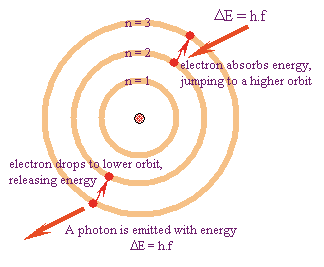 n = 3
ΔE = h.f
n = 2
electron absorbs energy,
jumping to a higher orbit
n = 1
electron drops to lower orbit,
releasing energy
A photon is emitted with energy
ΔE = h.f